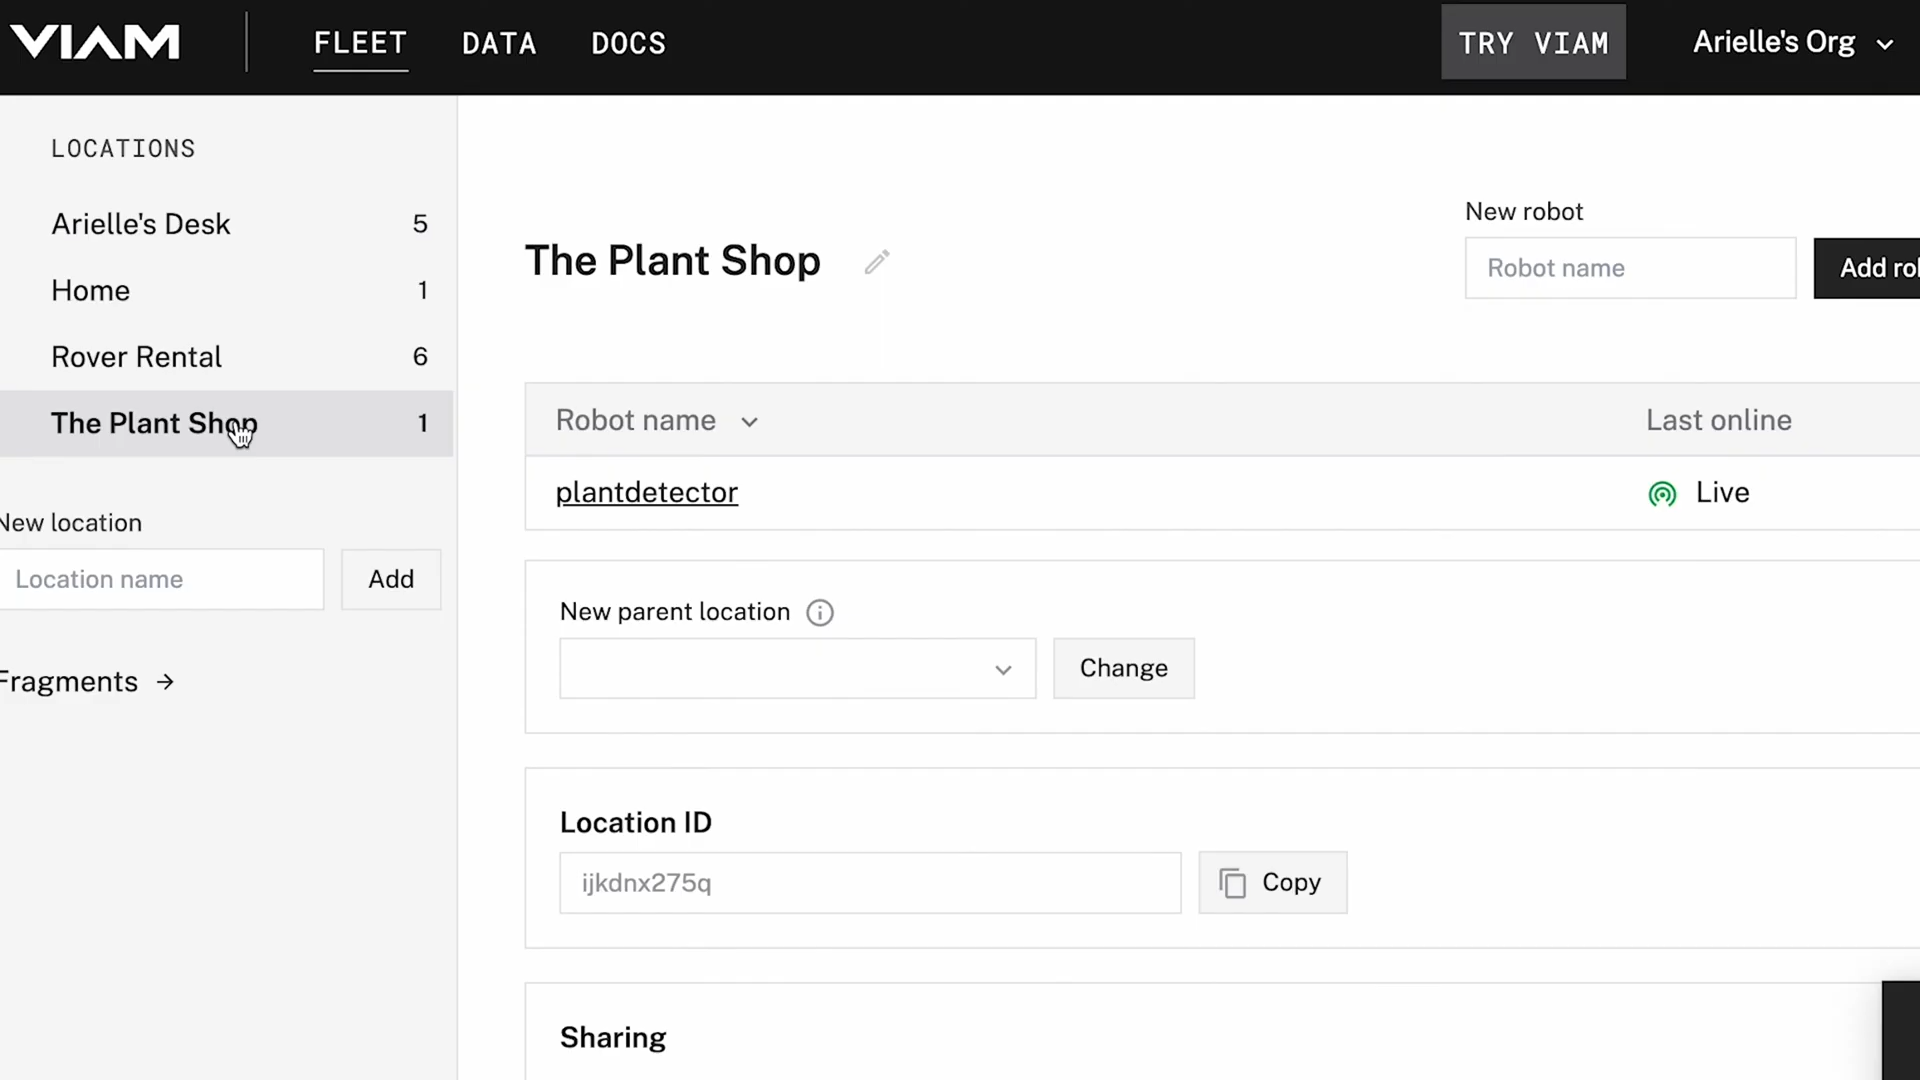 VIAM FLEET DATA DOCS TRY VIAM Arielle's Org
LOCATIONS
Arielle's Desk 5
Home 1
Rover Rental 6
The Plant Shop 1
New location
Location name Add
Fragments →
The Plant Shop
New robot
Robot name Add ro
Robot name Last online
plantdetector Live
New parent location
Change
Location ID
ijkdnx275q Copy
Sharing